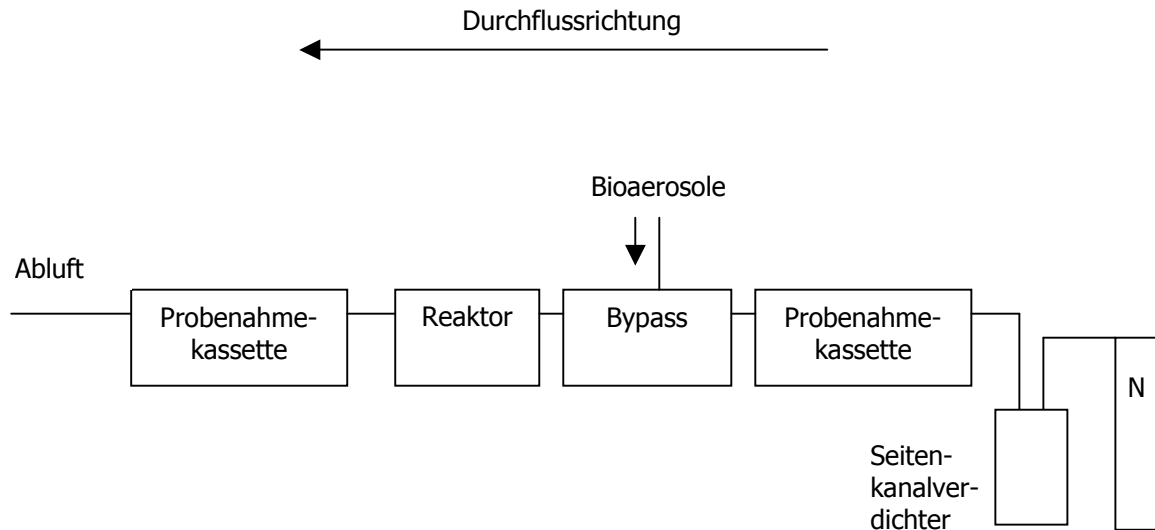 Durchflussrichtung
Bioaerosole
Abluft
Probenahme-
kassette
Reaktor
Bypass
Probenahme-
kassette
N
Seiten-
kanalver-
dichter